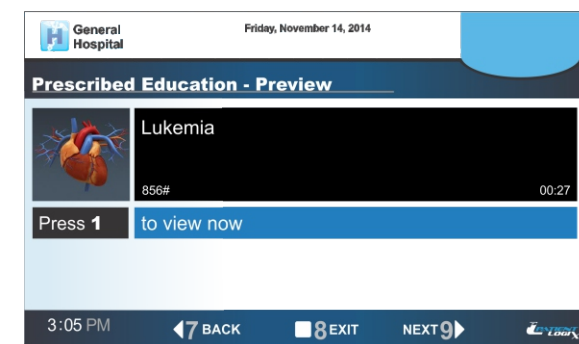 General
Hospital
Friday, November 14, 2014
Prescribed Education - Preview
Lukemia
856# 00:27
Press 1 to view now
3:05 PM 7 BACK 8 EXIT NEXT 9